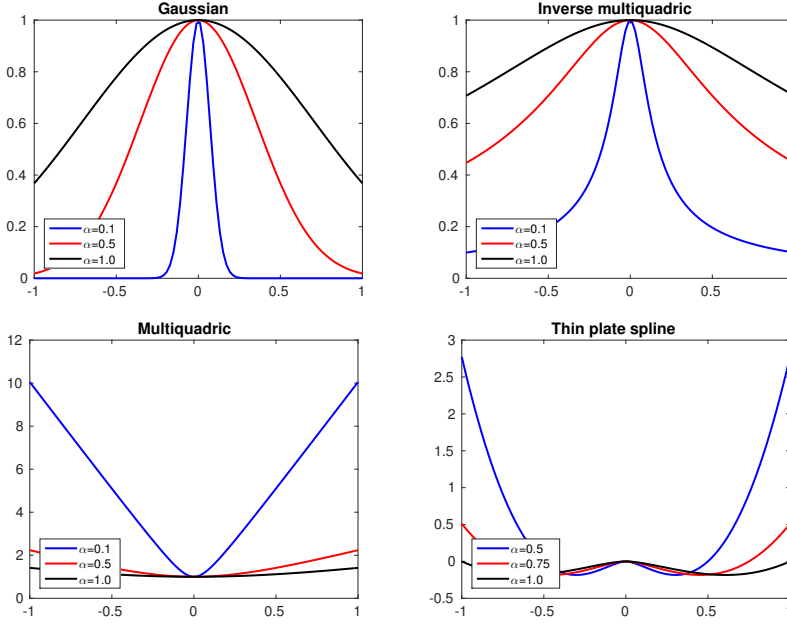 Gaussian
1
0.8
0.6
0.4
0.2
0
α=0.1
α=0.5
α=1.0
-1 -0.5 0 0.5 1
Inverse multiquadric
1
0.8
0.6
0.4
0.2
0
α=0.1
α=0.5
α=1.0
-1 -0.5 0 0.5
Multiquadric
12
10
8
6
4
2
0
α=0.1
α=0.5
α=1.0
-1 -0.5 0 0.5 1
Thin plate spline
3
2.5
2
1.5
1
0.5
0
-0.5
α=0.5
α=0.75
α=1.0
-1 -0.5 0 0.5